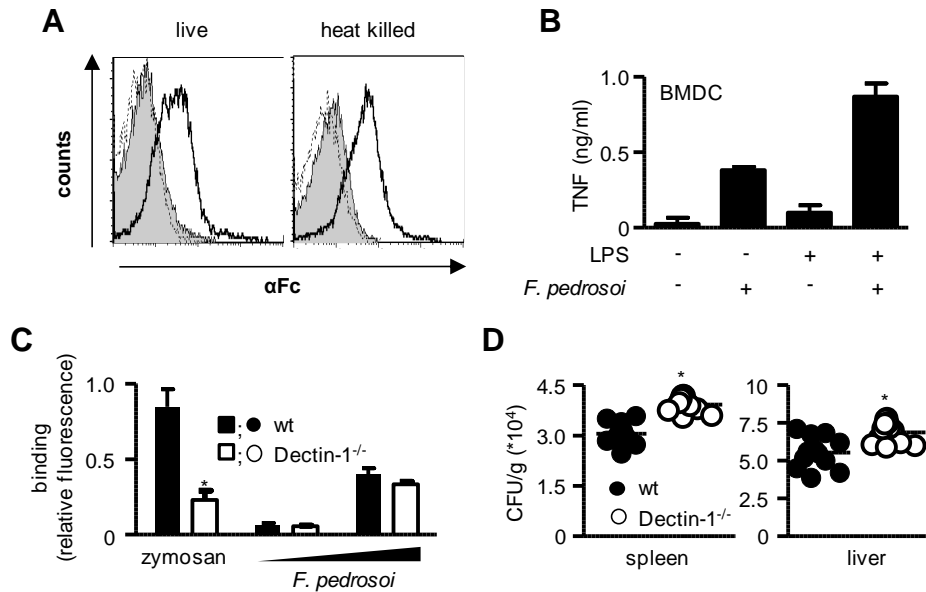 A
live
heat killed
counts
αFc
B
BMDC
TNF (ng/ml)
1.0
0.5
0
LPS - - + +
F. pedrosoi - + - +
C
binding
(relative fluorescence)
1.0
0.5
0
*
; wt
; Dectin-1-/-
zymosan
F. pedrosoi
D
CFU/g (*10⁴)
4.5
3.0
1.5
0
*
wt
Dectin-1-/-
spleen
10
7.5
5.0
2.5
0
*
liver